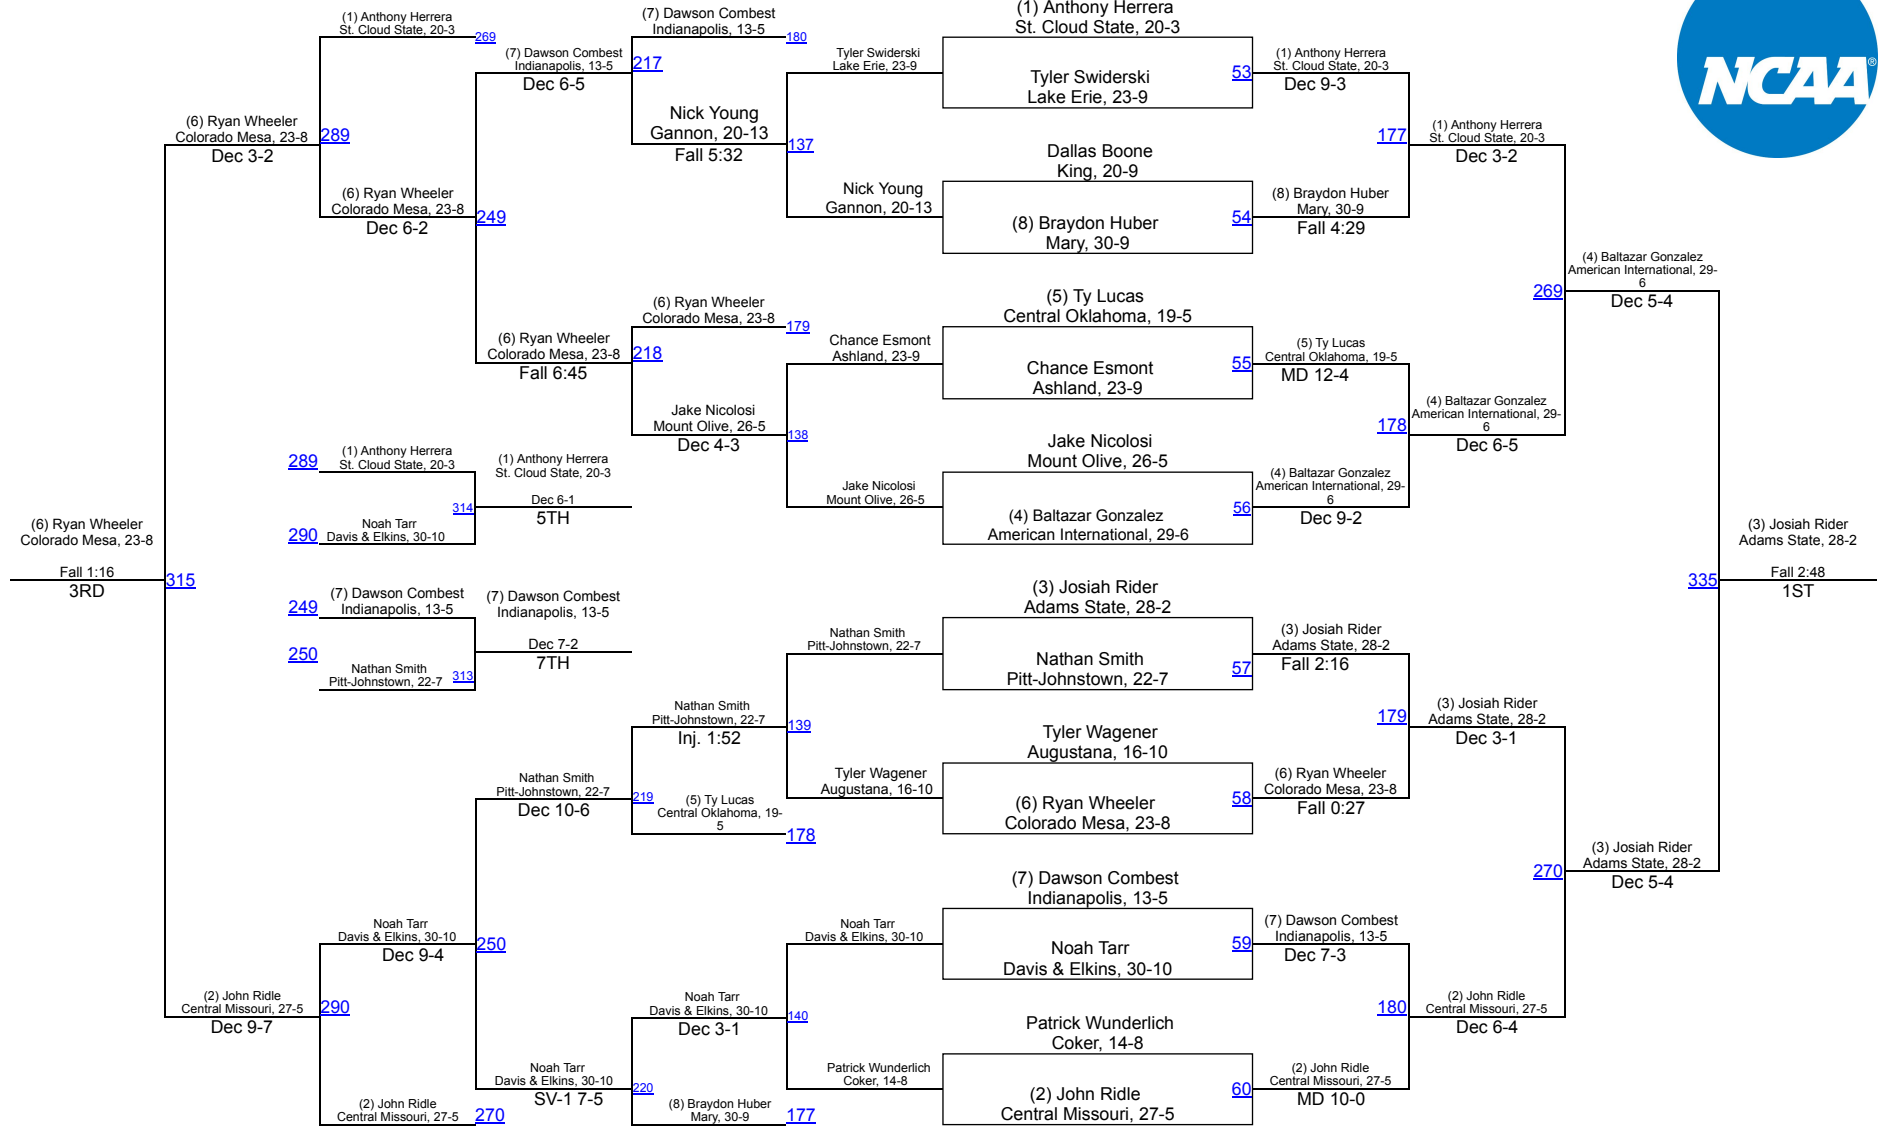 (1) Anthony Herrera
St. Cloud State, 20-3
269
(7) Dawson Combest
Indianapolis, 13-5
180
(7) Dawson Combest
Indianapolis, 13-5
217
Dec 6-5
Nick Young
Gannon, 20-13
137
Fall 5:32
(6) Ryan Wheeler
Colorado Mesa, 23-8
289
Dec 3-2
(6) Ryan Wheeler
Colorado Mesa, 23-8
249
Dec 6-2
(6) Ryan Wheeler
Colorado Mesa, 23-8
179
(6) Ryan Wheeler
Colorado Mesa, 23-8
218
Fall 6:45
Jake Nicolosi
Mount Olive, 26-5
138
Dec 4-3
Tyler Swiderski
Lake Erie, 23-9
Nick Young
Gannon, 20-13
Chance Esmont
Ashland, 23-9
Jake Nicolosi
Mount Olive, 26-5
(1) Anthony Herrera
St. Cloud State, 20-3
Tyler Swiderski
Lake Erie, 23-9
53
Dallas Boone
King, 20-9
(8) Braydon Huber
Mary, 30-9
54
(5) Ty Lucas
Central Oklahoma, 19-5
Chance Esmont
Ashland, 23-9
55
Jake Nicolosi
Mount Olive, 26-5
(4) Baltazar Gonzalez
American International, 29-6
56
(1) Anthony Herrera
St. Cloud State, 20-3
Dec 9-3
177
(8) Braydon Huber
Mary, 30-9
Fall 4:29
(5) Ty Lucas
Central Oklahoma, 19-5
MD 12-4
178
(4) Baltazar Gonzalez
American International, 29-
6
Dec 9-2
(1) Anthony Herrera
St. Cloud State, 20-3
Dec 3-2
269
(4) Baltazar Gonzalez
American International, 29-
6
Dec 6-5
(4) Baltazar Gonzalez
American International, 29-
6
Dec 5-4
NCAA®
289
(1) Anthony Herrera
St. Cloud State, 20-3
290
Noah Tarr
Davis & Elkins, 30-10
314
(1) Anthony Herrera
St. Cloud State, 20-3
Dec 6-1
5TH
(6) Ryan Wheeler
Colorado Mesa, 23-8
Fall 1:16
3RD
315
249
(7) Dawson Combest
Indianapolis, 13-5
250
Nathan Smith
Pitt-Johnstown, 22-7
313
(7) Dawson Combest
Indianapolis, 13-5
Dec 7-2
7TH
(3) Josiah Rider
Adams State, 28-2
335
Fall 2:48
1ST
Nathan Smith
Pitt-Johnstown, 22-7
139
Inj. 1:52
Nathan Smith
Pitt-Johnstown, 22-7
219
Dec 10-6
(5) Ty Lucas
Central Oklahoma, 19-
5
178
Noah Tarr
Davis & Elkins, 30-10
250
Dec 9-4
(2) John Ridle
Central Missouri, 27-5
290
Dec 9-7
Noah Tarr
Davis & Elkins, 30-10
140
Dec 3-1
Noah Tarr
Davis & Elkins, 30-10
220
SV-1 7-5
(8) Braydon Huber
Mary, 30-9
177
(2) John Ridle
Central Missouri, 27-5
270
Nathan Smith
Pitt-Johnstown, 22-7
Tyler Wagener
Augustana, 16-10
Noah Tarr
Davis & Elkins, 30-10
Patrick Wunderlich
Coker, 14-8
(3) Josiah Rider
Adams State, 28-2
Nathan Smith
Pitt-Johnstown, 22-7
57
Tyler Wagener
Augustana, 16-10
(6) Ryan Wheeler
Colorado Mesa, 23-8
58
(7) Dawson Combest
Indianapolis, 13-5
Noah Tarr
Davis & Elkins, 30-10
59
Patrick Wunderlich
Coker, 14-8
(2) John Ridle
Central Missouri, 27-5
60
(3) Josiah Rider
Adams State, 28-2
Fall 2:16
179
(6) Ryan Wheeler
Colorado Mesa, 23-8
Fall 0:27
(7) Dawson Combest
Indianapolis, 13-5
Dec 7-3
180
(2) John Ridle
Central Missouri, 27-5
MD 10-0
(3) Josiah Rider
Adams State, 28-2
Dec 3-1
270
(2) John Ridle
Central Missouri, 27-5
Dec 6-4
(3) Josiah Rider
Adams State, 28-2
Dec 5-4